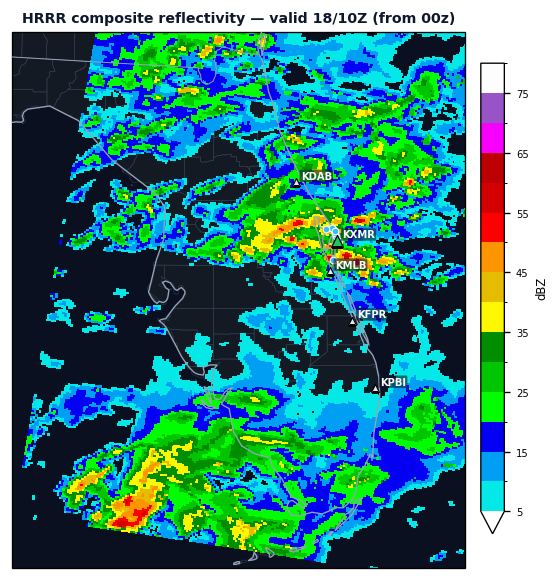 HRRR composite reflectivity — valid 18/10Z (from 00z)
KDAB
KXMR
KMLB
KFPR
KPBI
75
65
55
45
35
25
15
5
dBZ